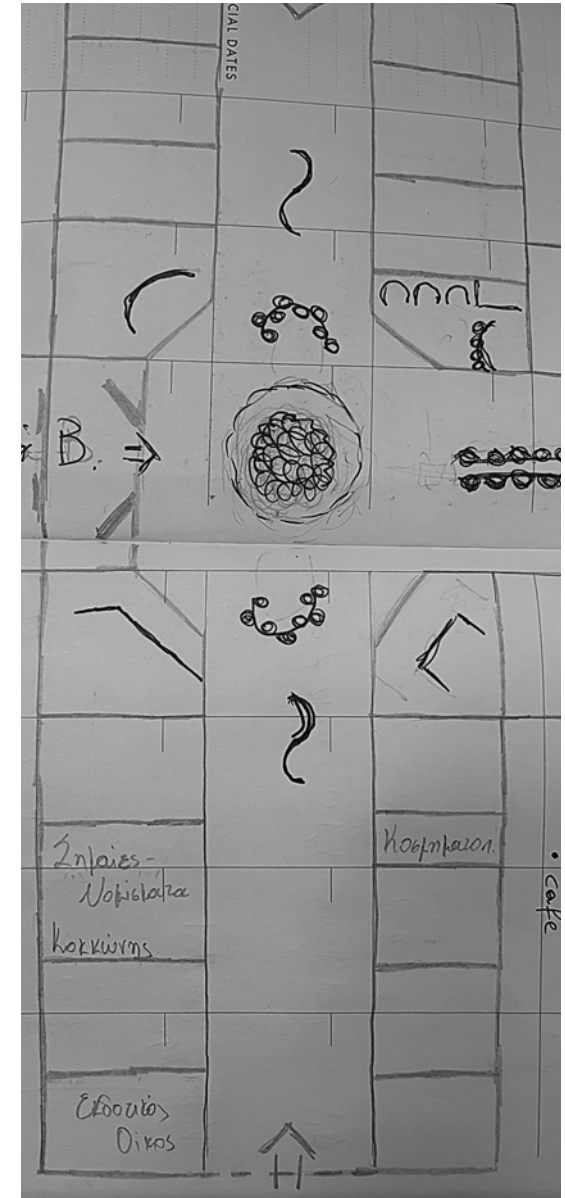 CIAL DATES
B.
Σημαίες -
Νομίσματα
Κοκκώνης
Κοσμηματοπ.
• cafe
Εκδοτικός
Οίκος